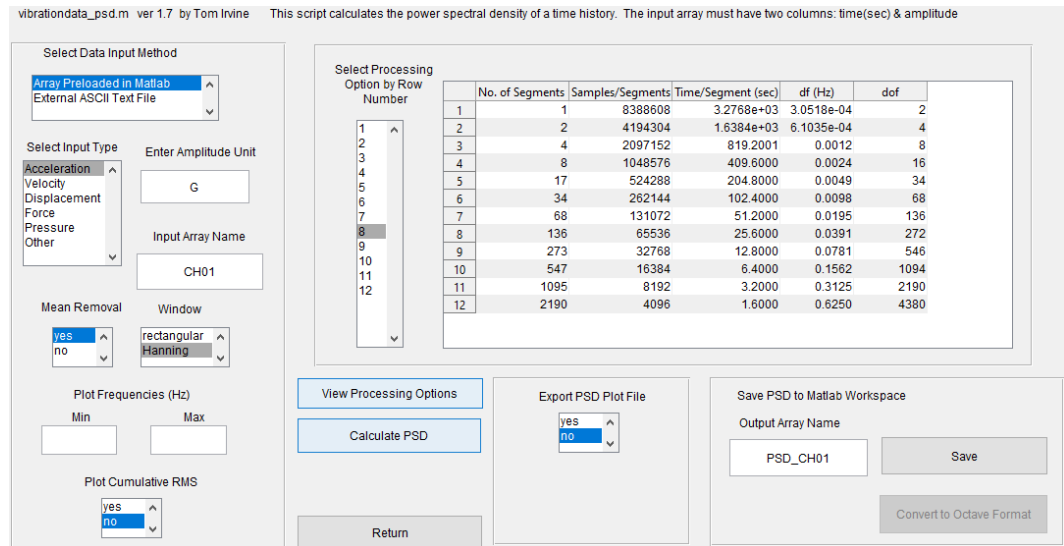 vibrationdata_psd.m ver 1.7 by Tom Irvine This script calculates the power spectral density of a time history. The input array must have two columns: time(sec) & amplitude
Select Data Input Method
Array Preloaded in Matlab
External ASCII Text File
Select Input Type
Acceleration
Velocity
Displacement
Force
Pressure
Other
Enter Amplitude Unit
G
Input Array Name
CH01
Mean Removal
yes
no
Window
rectangular
Hanning
Plot Frequencies (Hz)
Min Max
Plot Cumulative RMS
yes
no
Select Processing
Option by Row
Number
1
2
3
4
5
6
7
8
9
10
11
12
No. of Segments Samples/Segments Time/Segment (sec) df (Hz) dof
1 1 8388608 3.2768e+03 3.0518e-04 2
2 2 4194304 1.6384e+03 6.1035e-04 4
3 4 2097152 819.2001 0.0012 8
4 8 1048576 409.6000 0.0024 16
5 17 524288 204.8000 0.0049 34
6 34 262144 102.4000 0.0098 68
7 68 131072 51.2000 0.0195 136
8 136 65536 25.6000 0.0391 272
9 273 32768 12.8000 0.0781 546
10 547 16384 6.4000 0.1562 1094
11 1095 8192 3.2000 0.3125 2190
12 2190 4096 1.6000 0.6250 4380
View Processing Options
Calculate PSD
Return
Export PSD Plot File
yes
no
Save PSD to Matlab Workspace
Output Array Name
PSD_CH01
Save
Convert to Octave Format